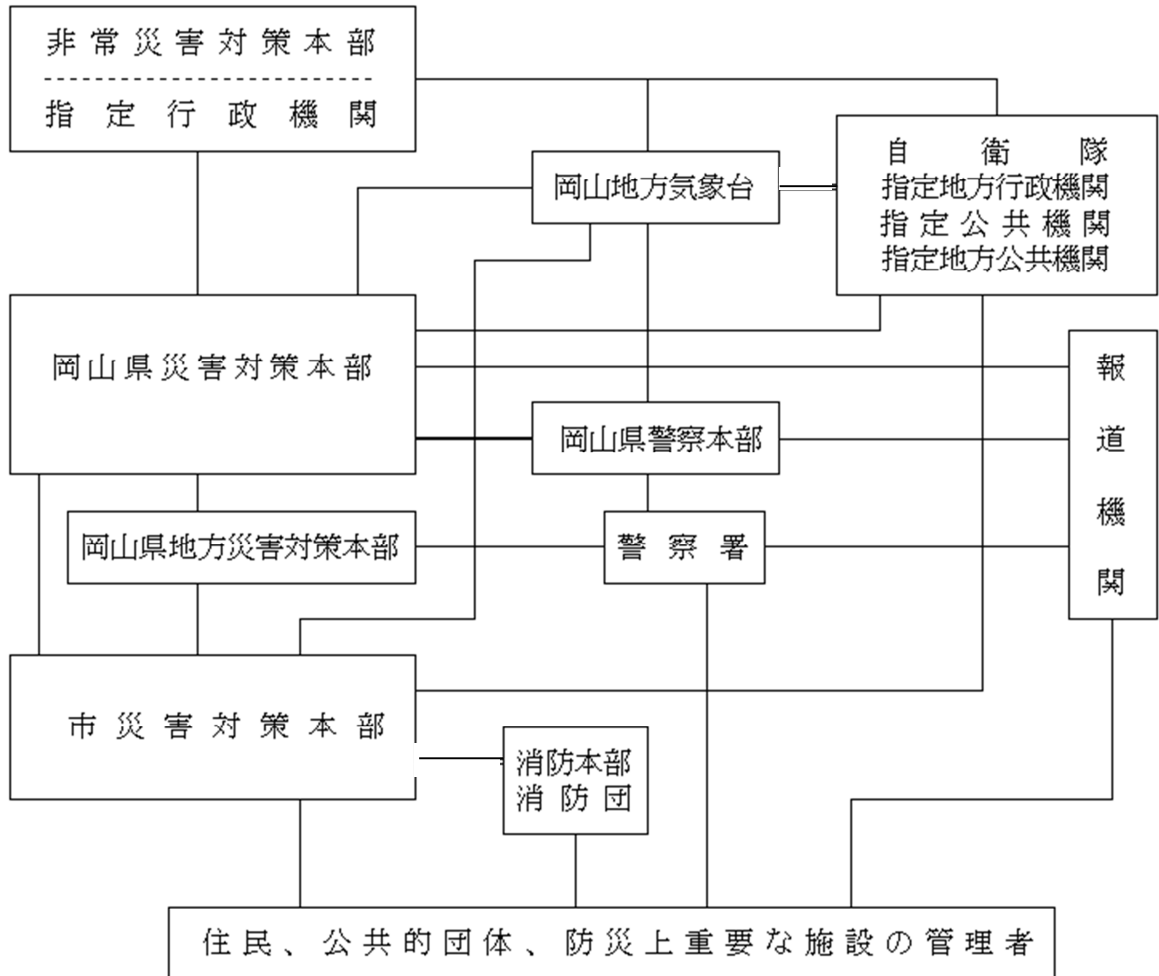 非常災害対策本部
指定行政機関
岡山地方気象台
自衛隊
指定地方行政機関
指定公共機関
指定地方公共機関
岡山県災害対策本部
報道機関
岡山県警察本部
岡山県地方災害対策本部
警察署
市災害対策本部
消防本部
消防団
住民、公共的団体、防災上重要な施設の管理者